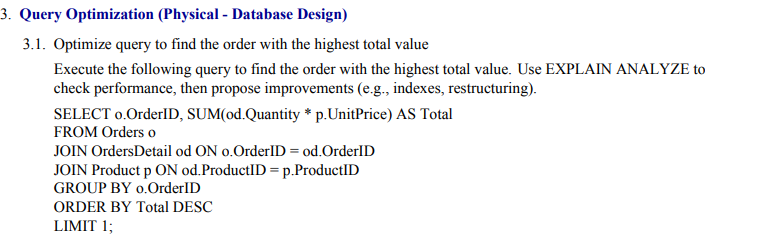 3. Query Optimization (Physical - Database Design)
3.1. Optimize query to find the order with the highest total value
Execute the following query to find the order with the highest total value. Use EXPLAIN ANALYZE to
check performance, then propose improvements (e.g., indexes, restructuring).
SELECT o.OrderID, SUM(od.Quantity * p.UnitPrice) AS Total
FROM Orders o
JOIN OrdersDetail od ON o.OrderID = od.OrderID
JOIN Product p ON od.ProductID = p.ProductID
GROUP BY o.OrderID
ORDER BY Total DESC
LIMIT 1;